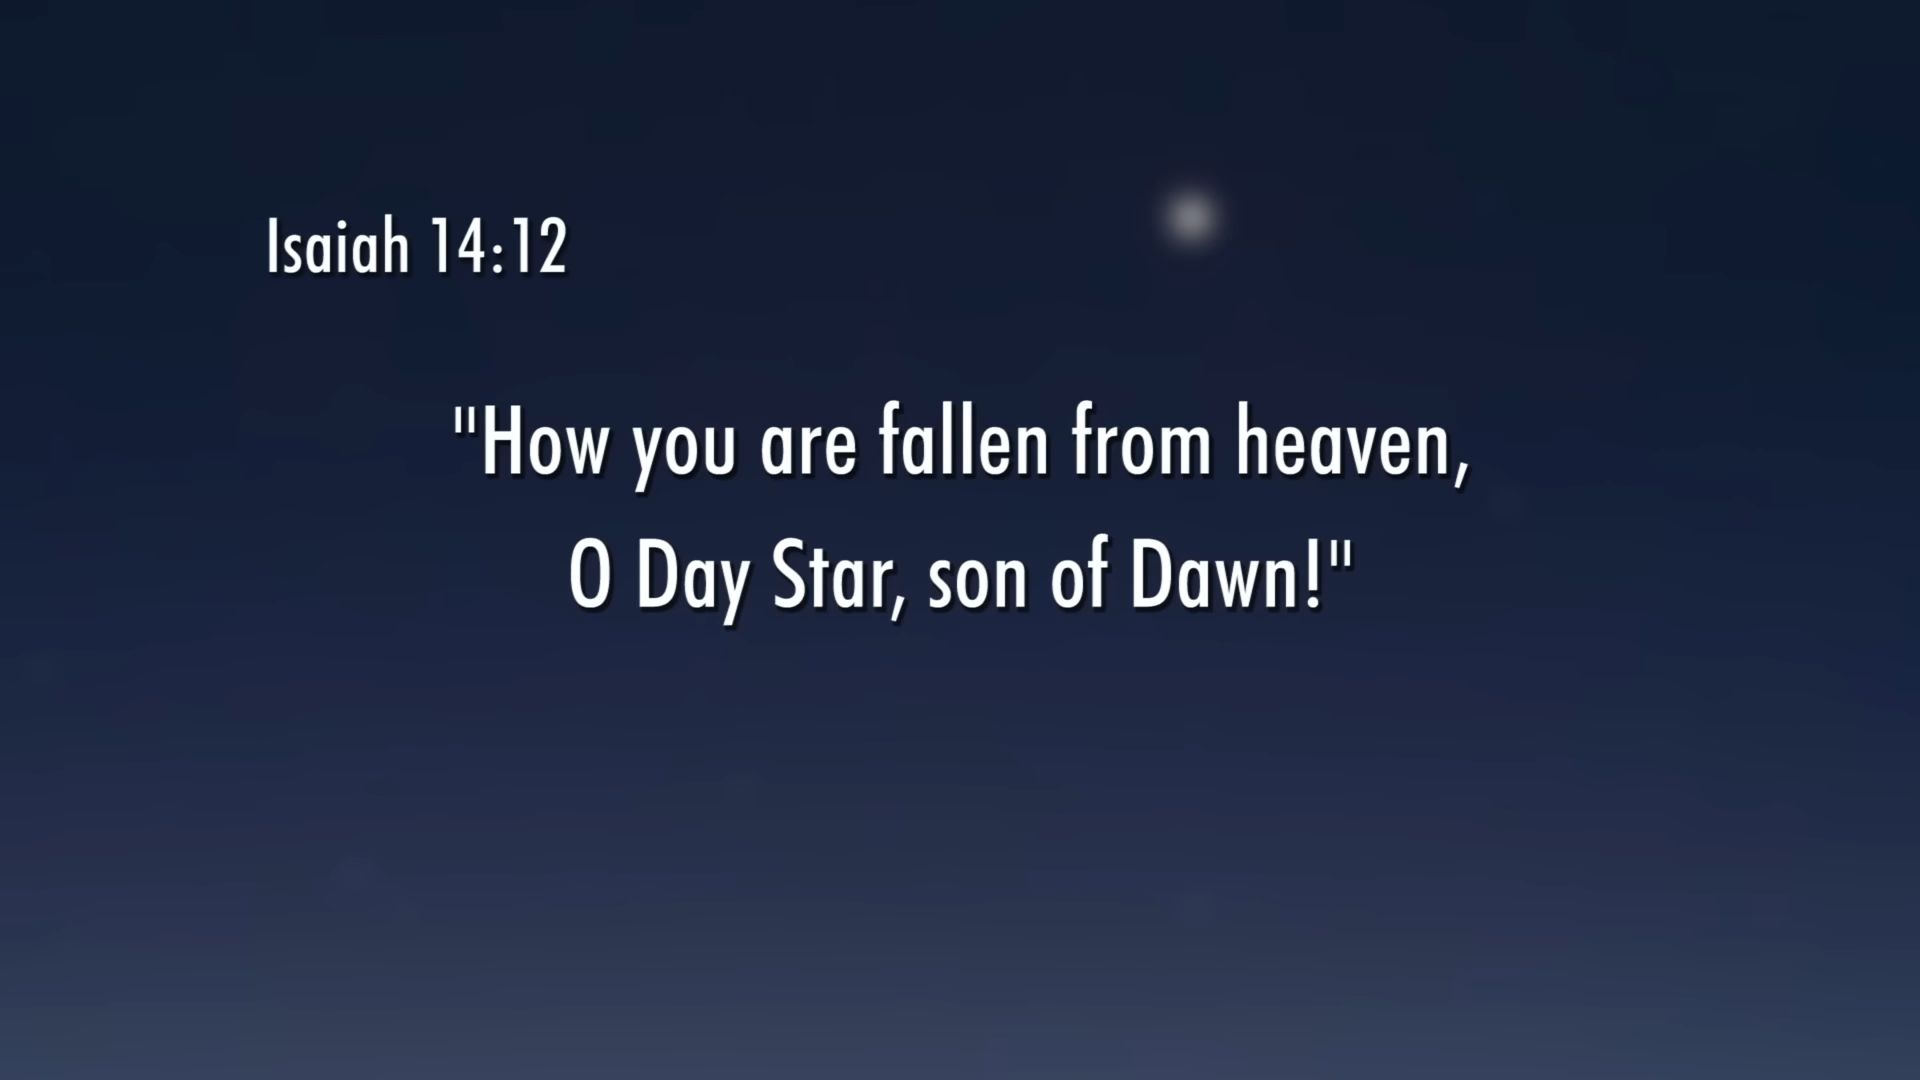 Isaiah 14:12
"How you are fallen from heaven,
O Day Star, son of Dawn!"